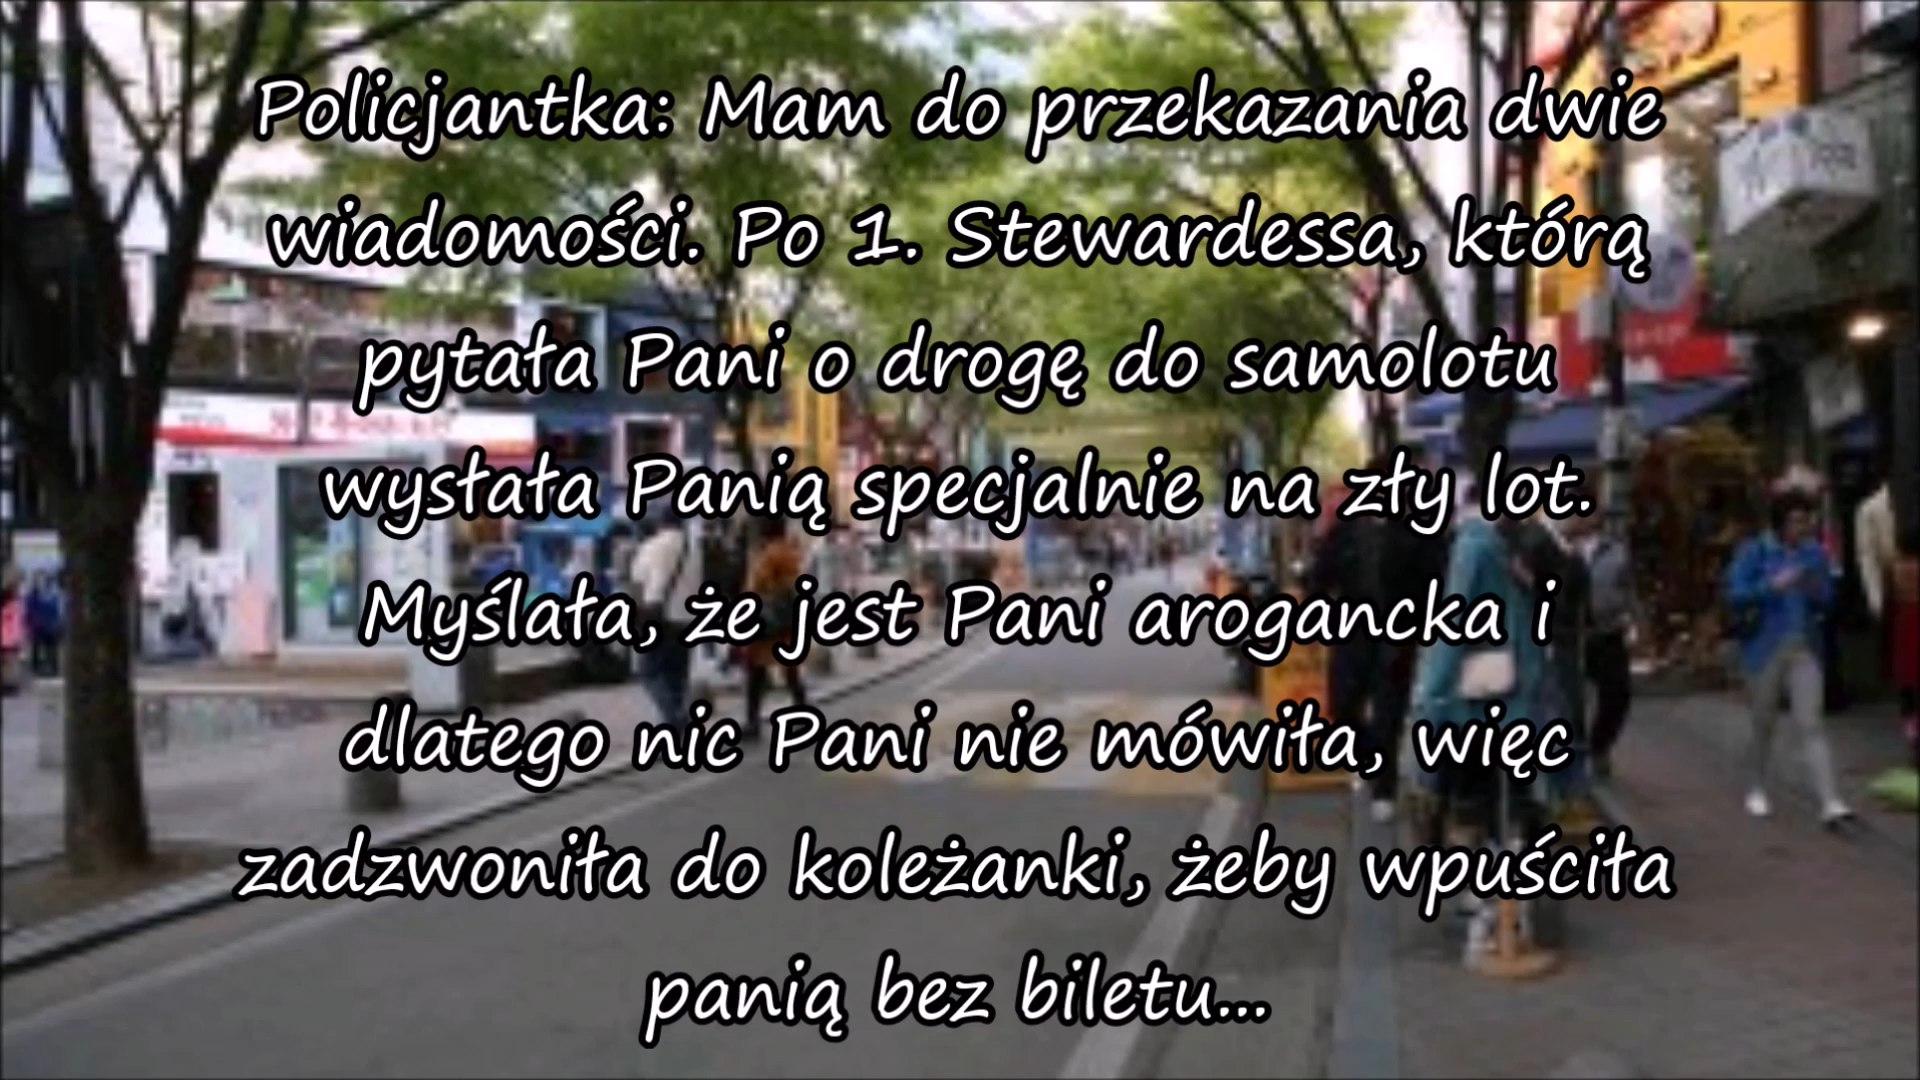 Policjantka: Mam do przekazania dwie
wiadomości. Po 1. Stewardessa, którą
pytała Pani o drogę do samolotu
wysłała Panią specjalnie na zły lot.
Myślała, że jest Pani arogancka i
dlatego nic Pani nie mówiła, więc
zadzwoniła do koleżanki, żeby wpuściła
panią bez biletu...